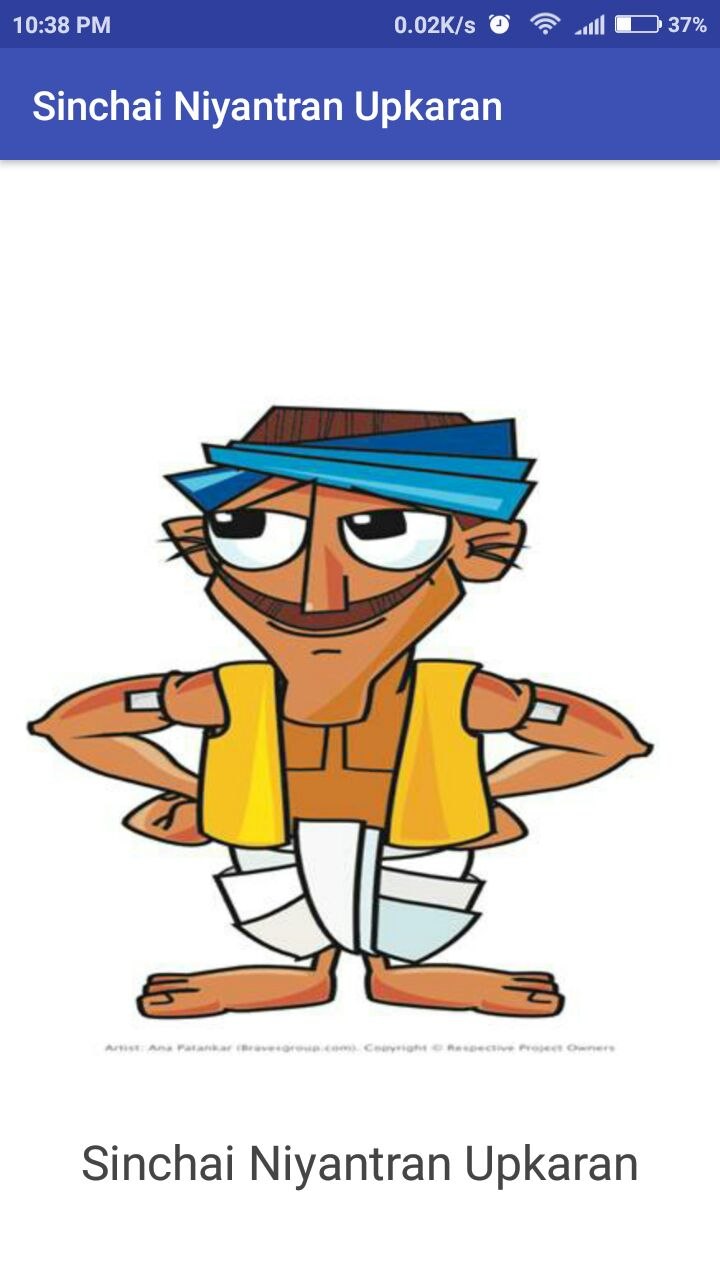 10:38 PM 0.02K/s 37%
Sinchai Niyantran Upkaran
Artist: Ana Patankar (Bravesgroup.com). Copyright © Respective Project Owners
Sinchai Niyantran Upkaran